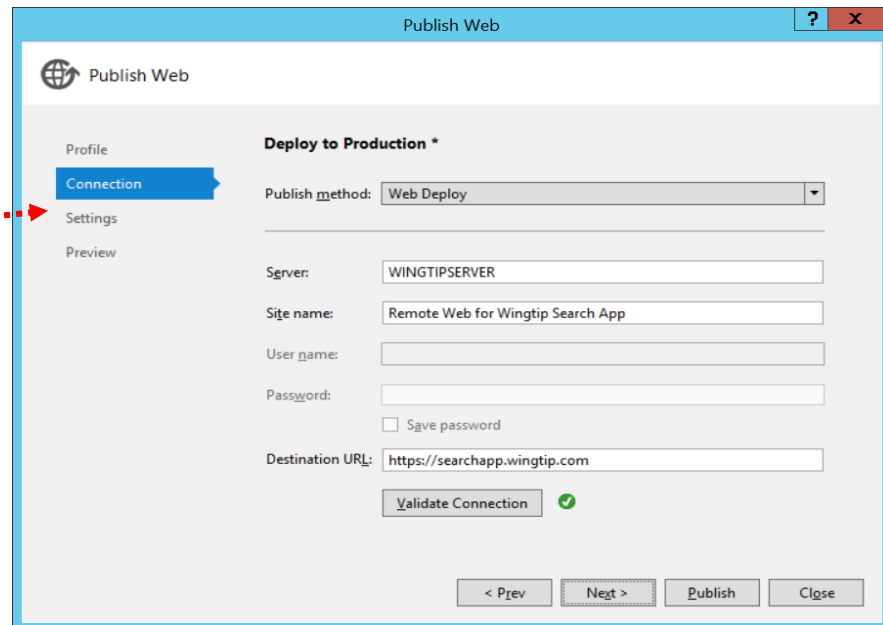 Publish Web
? X
Publish Web
Profile
Connection
Settings
Preview
Deploy to Production *
Publish method: Web Deploy
Server: WINGTIPSERVER
Site name: Remote Web for Wingtip Search App
User name:
Password:
Save password
Destination URL: https://searchapp.wingtip.com
Validate Connection
< Prev Next > Publish Close